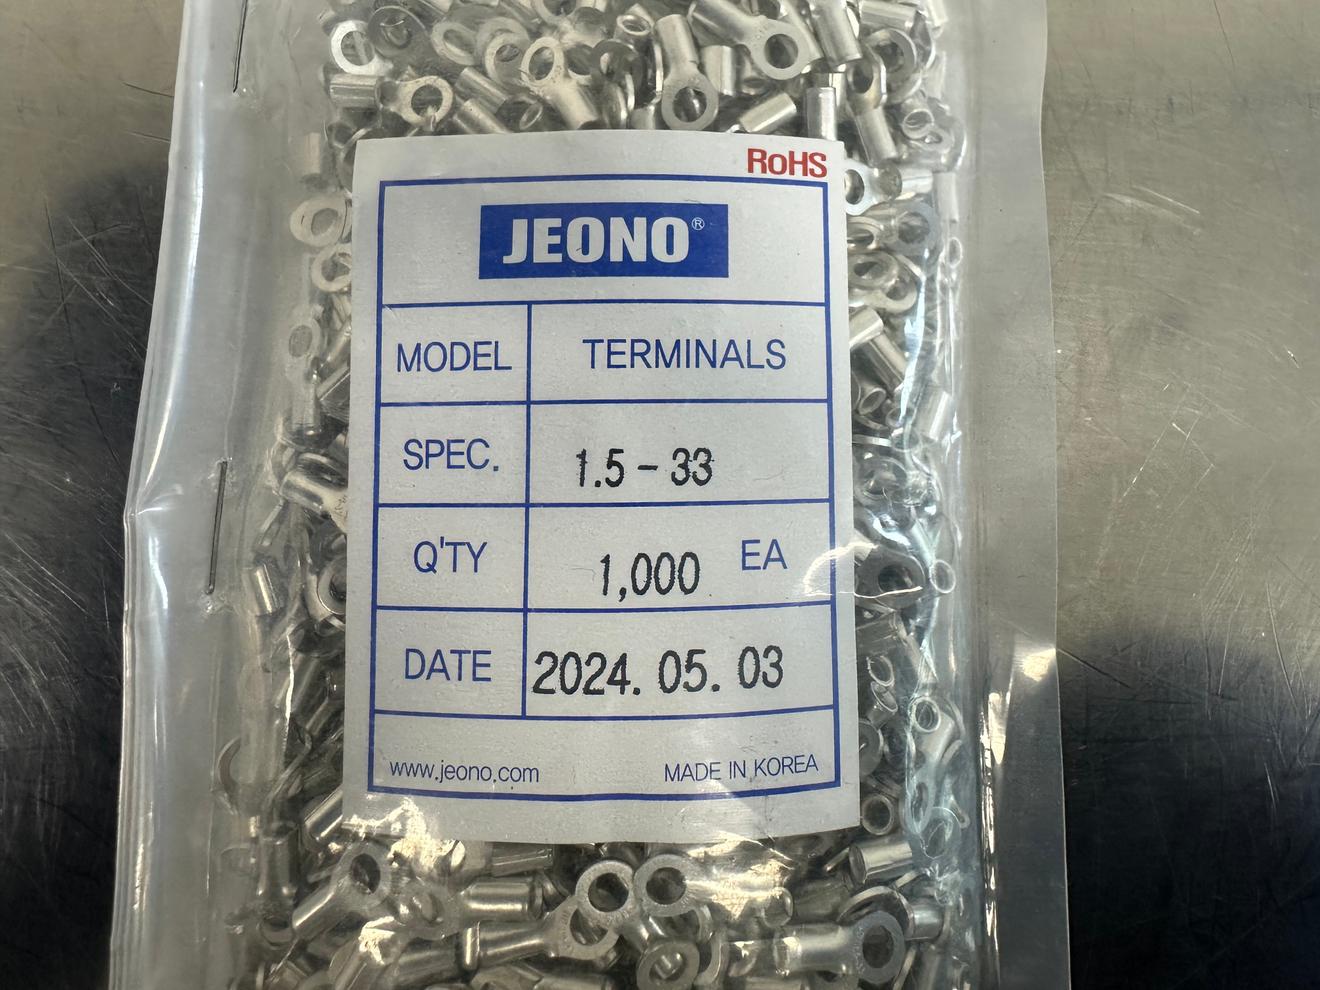 RoHS
JEONO®
MODEL TERMINALS
SPEC. 1.5-33
Q'TY 1,000 EA
DATE 2024. 05. 03
www.jeono.com MADE IN KOREA